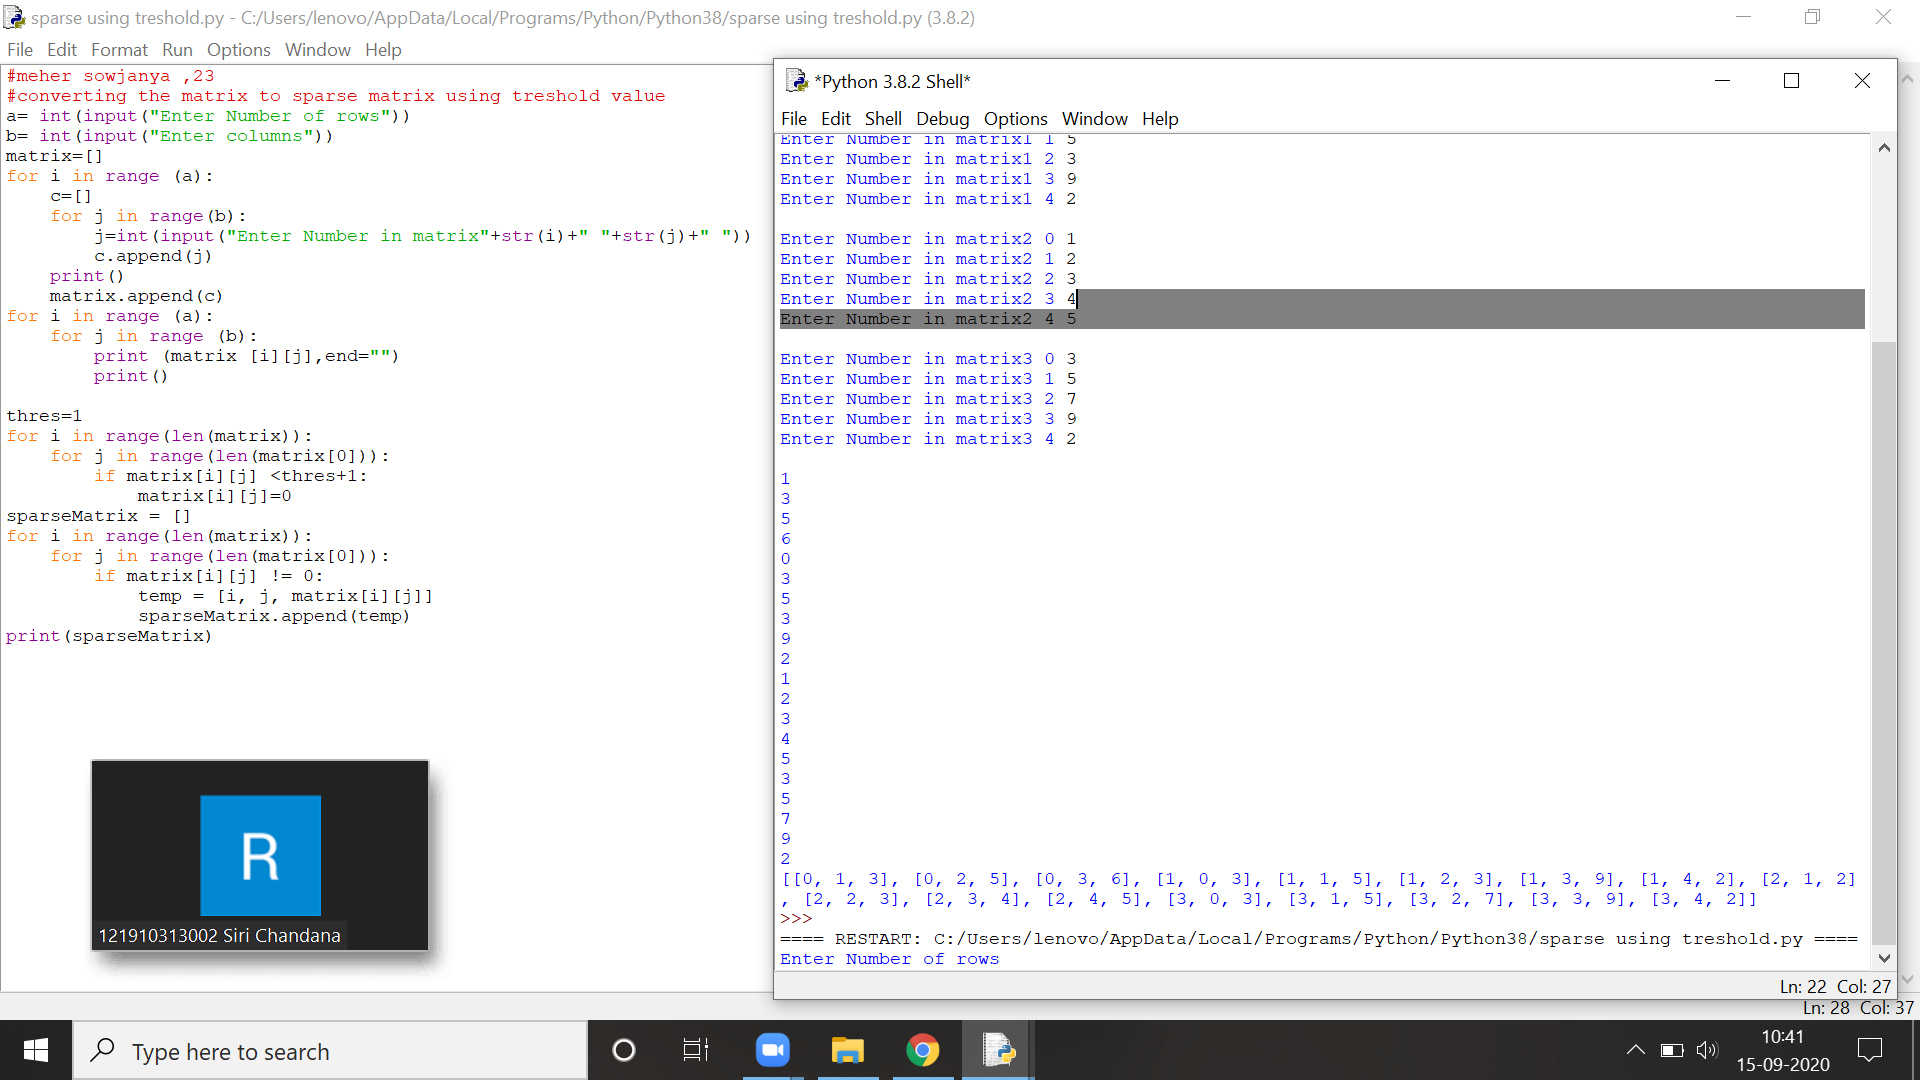 sparse using treshold.py - C:/Users/lenovo/AppData/Local/Programs/Python/Python38/sparse using treshold.py (3.8.2)
File Edit Format Run Options Window Help
#meher sowjanya ,23
#converting the matrix to sparse matrix using treshold value
a= int(input("Enter Number of rows"))
b= int(input("Enter columns"))
matrix=[]
for i in range (a):
    c=[]
    for j in range(b):
        j=int(input("Enter Number in matrix"+str(i)+" "+str(j)+" "))
        c.append(j)
    print()
    matrix.append(c)
for i in range (a):
    for j in range (b):
        print (matrix [i][j],end="")
        print()
thres=1
for i in range(len(matrix)):
    for j in range(len(matrix[0])):
        if matrix[i][j] <thres+1:
            matrix[i][j]=0
sparseMatrix = []
for i in range(len(matrix)):
    for j in range(len(matrix[0])):
        if matrix[i][j] != 0:
            temp = [i, j, matrix[i][j]]
            sparseMatrix.append(temp)
print(sparseMatrix)
R
121910313002 Siri Chandana
*Python 3.8.2 Shell*
File Edit Shell Debug Options Window Help
Enter Number in matrix1 1 5
Enter Number in matrix1 2 3
Enter Number in matrix1 3 9
Enter Number in matrix1 4 2
Enter Number in matrix2 0 1
Enter Number in matrix2 1 2
Enter Number in matrix2 2 3
Enter Number in matrix2 3 4
Enter Number in matrix2 4 5
Enter Number in matrix3 0 3
Enter Number in matrix3 1 5
Enter Number in matrix3 2 7
Enter Number in matrix3 3 9
Enter Number in matrix3 4 2
1
3
5
6
0
3
5
3
9
2
1
2
3
4
5
3
5
7
9
2
[[0, 1, 3], [0, 2, 5], [0, 3, 6], [1, 0, 3], [1, 1, 5], [1, 2, 3], [1, 3, 9], [1, 4, 2], [2, 1, 2]
, [2, 2, 3], [2, 3, 4], [2, 4, 5], [3, 0, 3], [3, 1, 5], [3, 2, 7], [3, 3, 9], [3, 4, 2]]
>>>
==== RESTART: C:/Users/lenovo/AppData/Local/Programs/Python/Python38/sparse using treshold.py ====
Enter Number of rows
Ln: 22 Col: 27
Ln: 28 Col: 37
Type here to search
10:41
15-09-2020